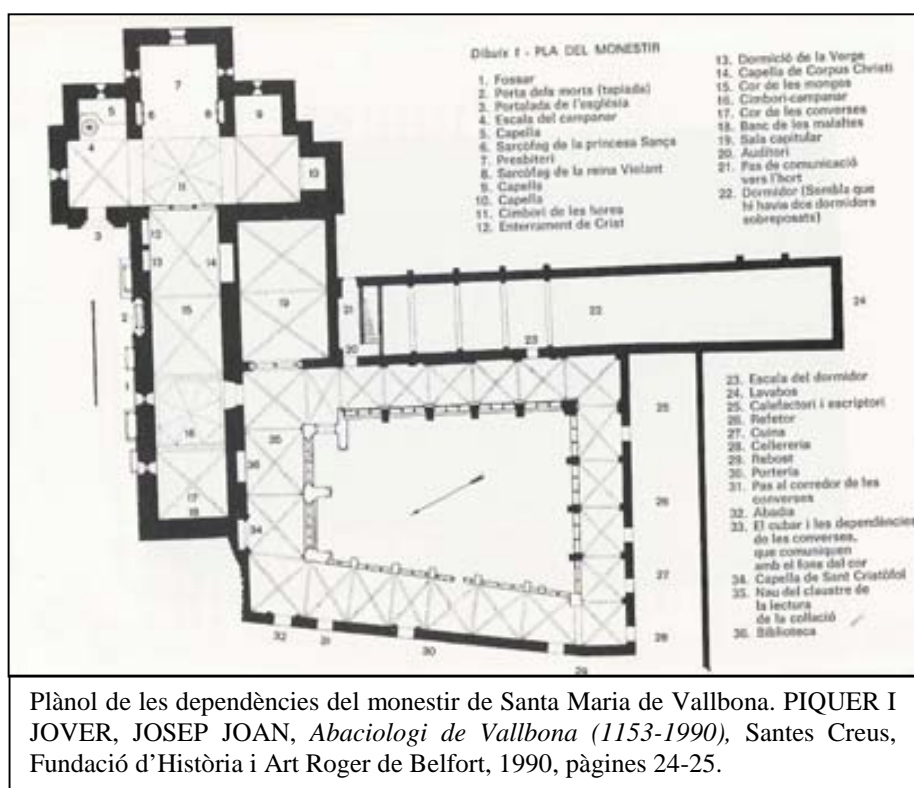 Dibuix I - PLA DEL MONESTIR
1. Fossar
2. Porta dels morts (tapiada)
3. Portalada de l'església
4. Escala del campanar
5. Capella
6. Sarcòfag de la princesa Sança
7. Presbiteri
8. Sarcòfag de la reina Violant
9. Capella
10. Capella
11. Cimbori de les hores
12. Enterrament de Crist
13. Dormició de la Verge
14. Capella de Corpus Christi
15. Cor de les monges
16. Cimbori-campanar
17. Cor de les converses
18. Banc de les malaltes
19. Sala capitular
20. Auditori
21. Pas de comunicació
vers l'hort
22. Dormidor (Sembla que
hi havia dos dormidors
sobreposats)
23. Escala del dormidor
24. Lavabos
25. Calefactori i escriptori
26. Refetor
27. Cuina
28. Cellereria
29. Rebost
30. Porteria
31. Pas al corredor de les
converses
32. Abadia
33. El cubar i les dependències
de les converses,
que comuniquen
amb el fons del cor
34. Capella de Sant Cristòfol
35. Nau del claustre de
la lectura
de la collació
36. Biblioteca
7
5
6
8
9
4
10
11
3
12
13
14
15
19
21
22
24
2
20
23
1
25
16
35
36
26
17
18
34
27
32
31
30
28
29
Plànol de les dependències del monestir de Santa Maria de Vallbona. PIQUER I
JOVER, JOSEP JOAN, Abaciologi de Vallbona (1153-1990), Santes Creus,
Fundació d'Història i Art Roger de Belfort, 1990, pàgines 24-25.